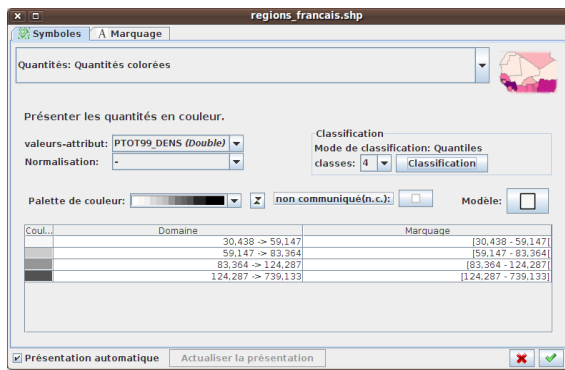 regions_francais.shp
Symboles A Marquage
Quantités: Quantités colorées
Présenter les quantités en couleur.
valeurs-attribut: PTOT99_DENS (Double)
Normalisation: -
Classification
Mode de classification: Quantiles
classes: 4 Classification
Palette de couleur: non communiqué(n.c.): Modèle:
Coul... Domaine Marquage
30,438 -> 59,147 [30,438 - 59,147[
59,147 -> 83,364 [59,147 - 83,364[
83,364 -> 124,287 [83,364 - 124,287[
124,287 -> 739,133 [124,287 - 739,133]
Présentation automatique Actualiser la présentation